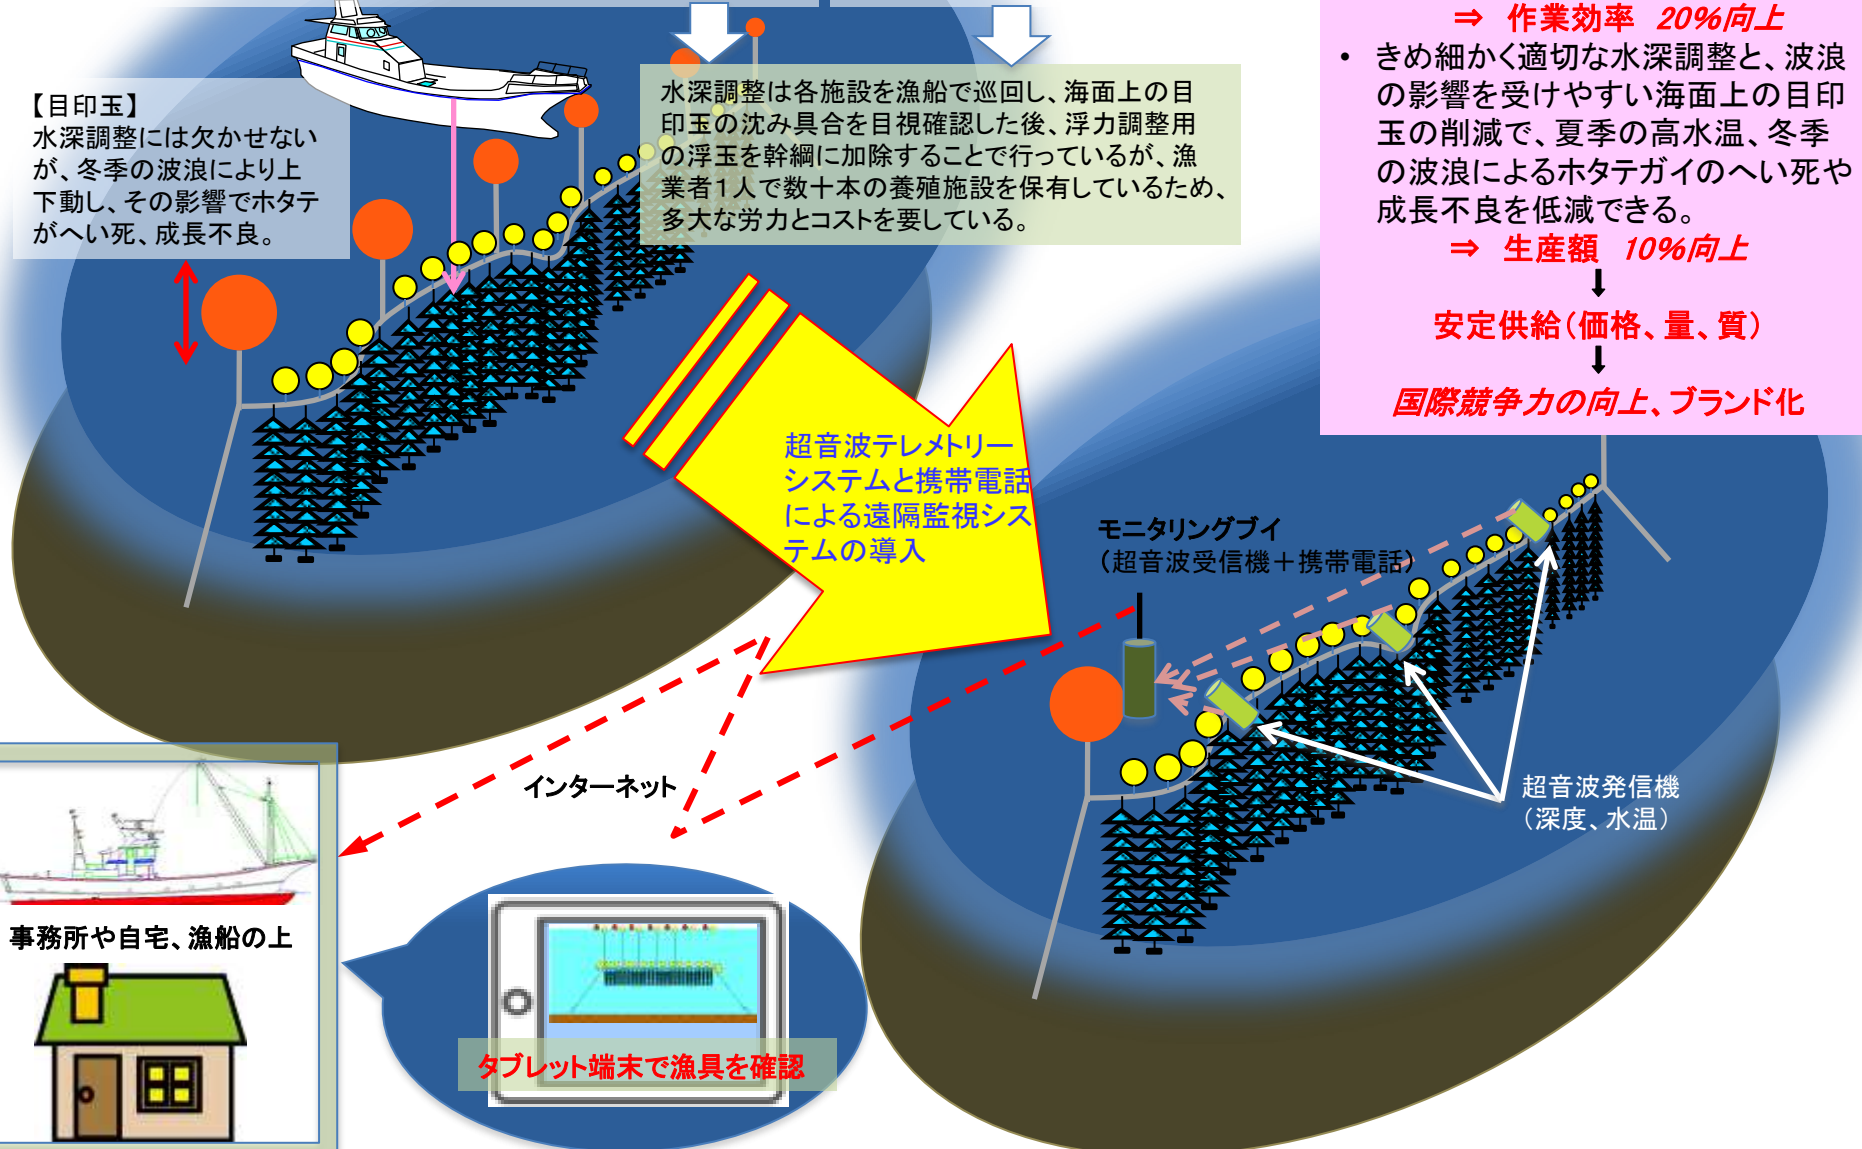 【目印玉】
水深調整には欠かせない
が、冬季の波浪により上
下動し、その影響でホタテ
がへい死、成長不良。
水深調整は各施設を漁船で巡回し、海面上の目
印玉の沈み具合を目視確認した後、浮力調整用
の浮玉を幹綱に加除することで行っているが、漁
業者1人で数十本の養殖施設を保有しているため、
多大な労力とコストを要している。
⇒ 作業効率 20%向上
• きめ細かく適切な水深調整と、波浪
の影響を受けやすい海面上の目印
玉の削減で、夏季の高水温、冬季
の波浪によるホタテガイのへい死や
成長不良を低減できる。
⇒ 生産額 10%向上
安定供給(価格、量、質)
国際競争力の向上、ブランド化
超音波テレメトリー
システムと携帯電話
による遠隔監視シス
テムの導入
モニタリングブイ
(超音波受信機+携帯電話)
インターネット
超音波発信機
(深度、水温)
事務所や自宅、漁船の上
タブレット端末で漁具を確認